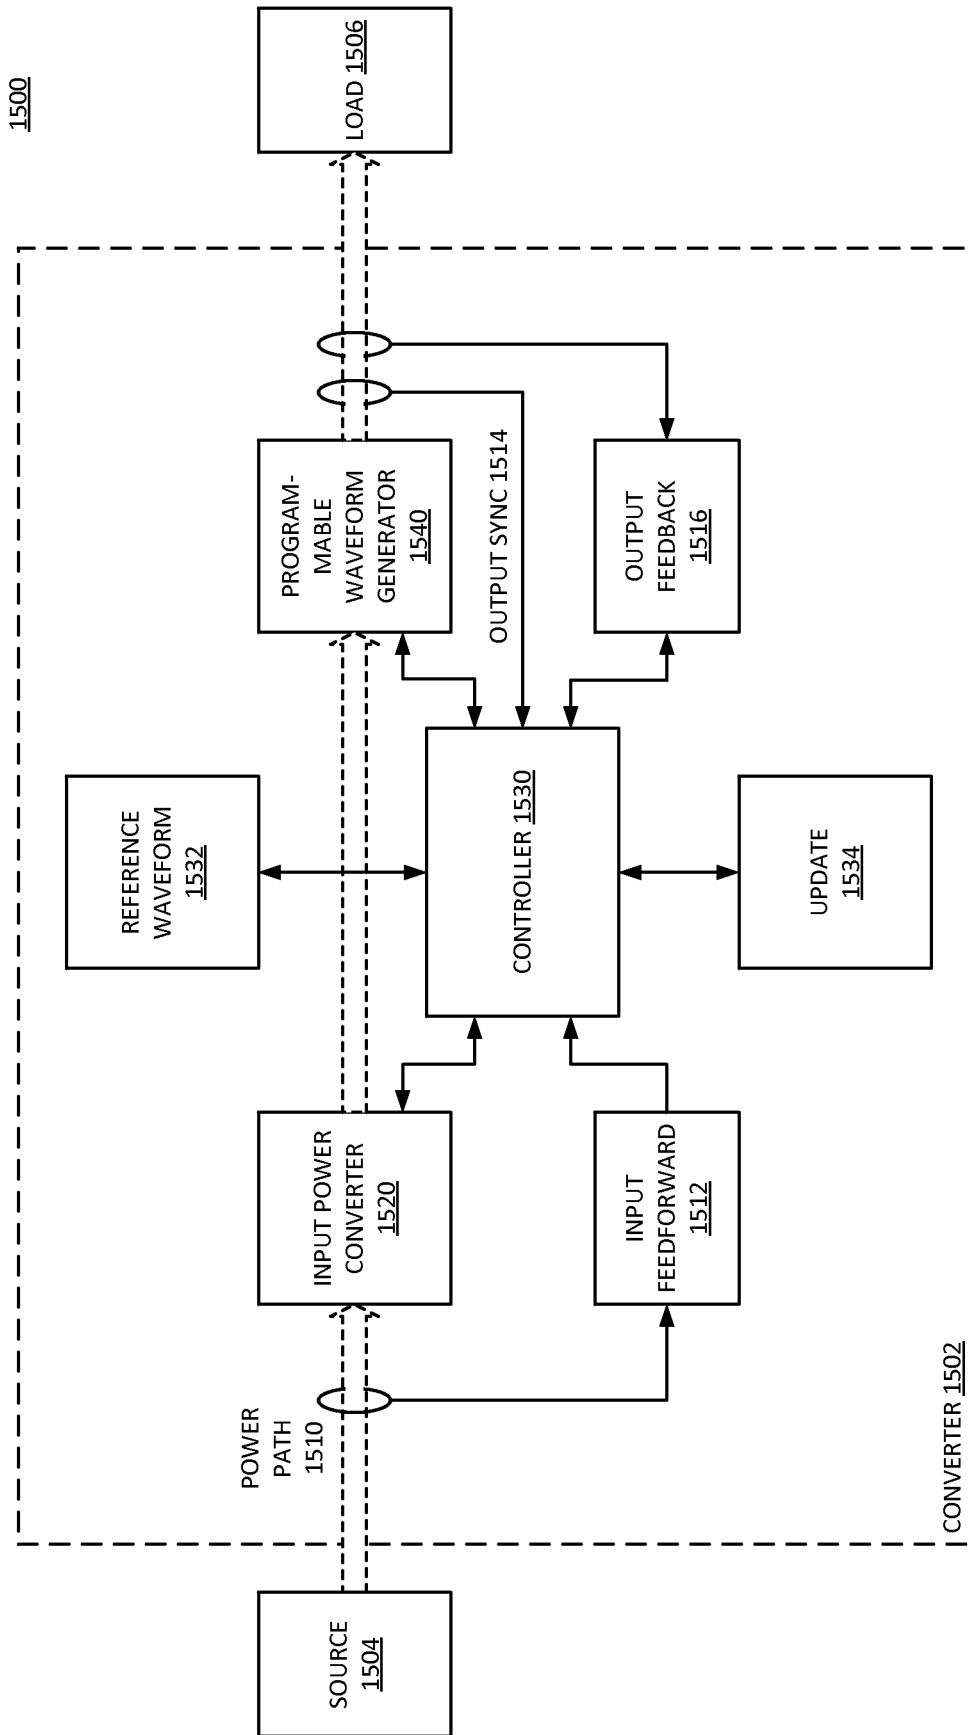 1500
REFERENCE
WAVEFORM
1532
SOURCE
1504
POWER
PATH
1510
INPUT POWER
CONVERTER
1520
PROGRAM-
MABLE
WAVEFORM
GENERATOR
1540
LOAD 1506
CONTROLLER 1530
OUTPUT SYNC 1514
INPUT
FEEDFORWARD
1512
OUTPUT
FEEDBACK
1516
UPDATE
1534
CONVERTER 1502